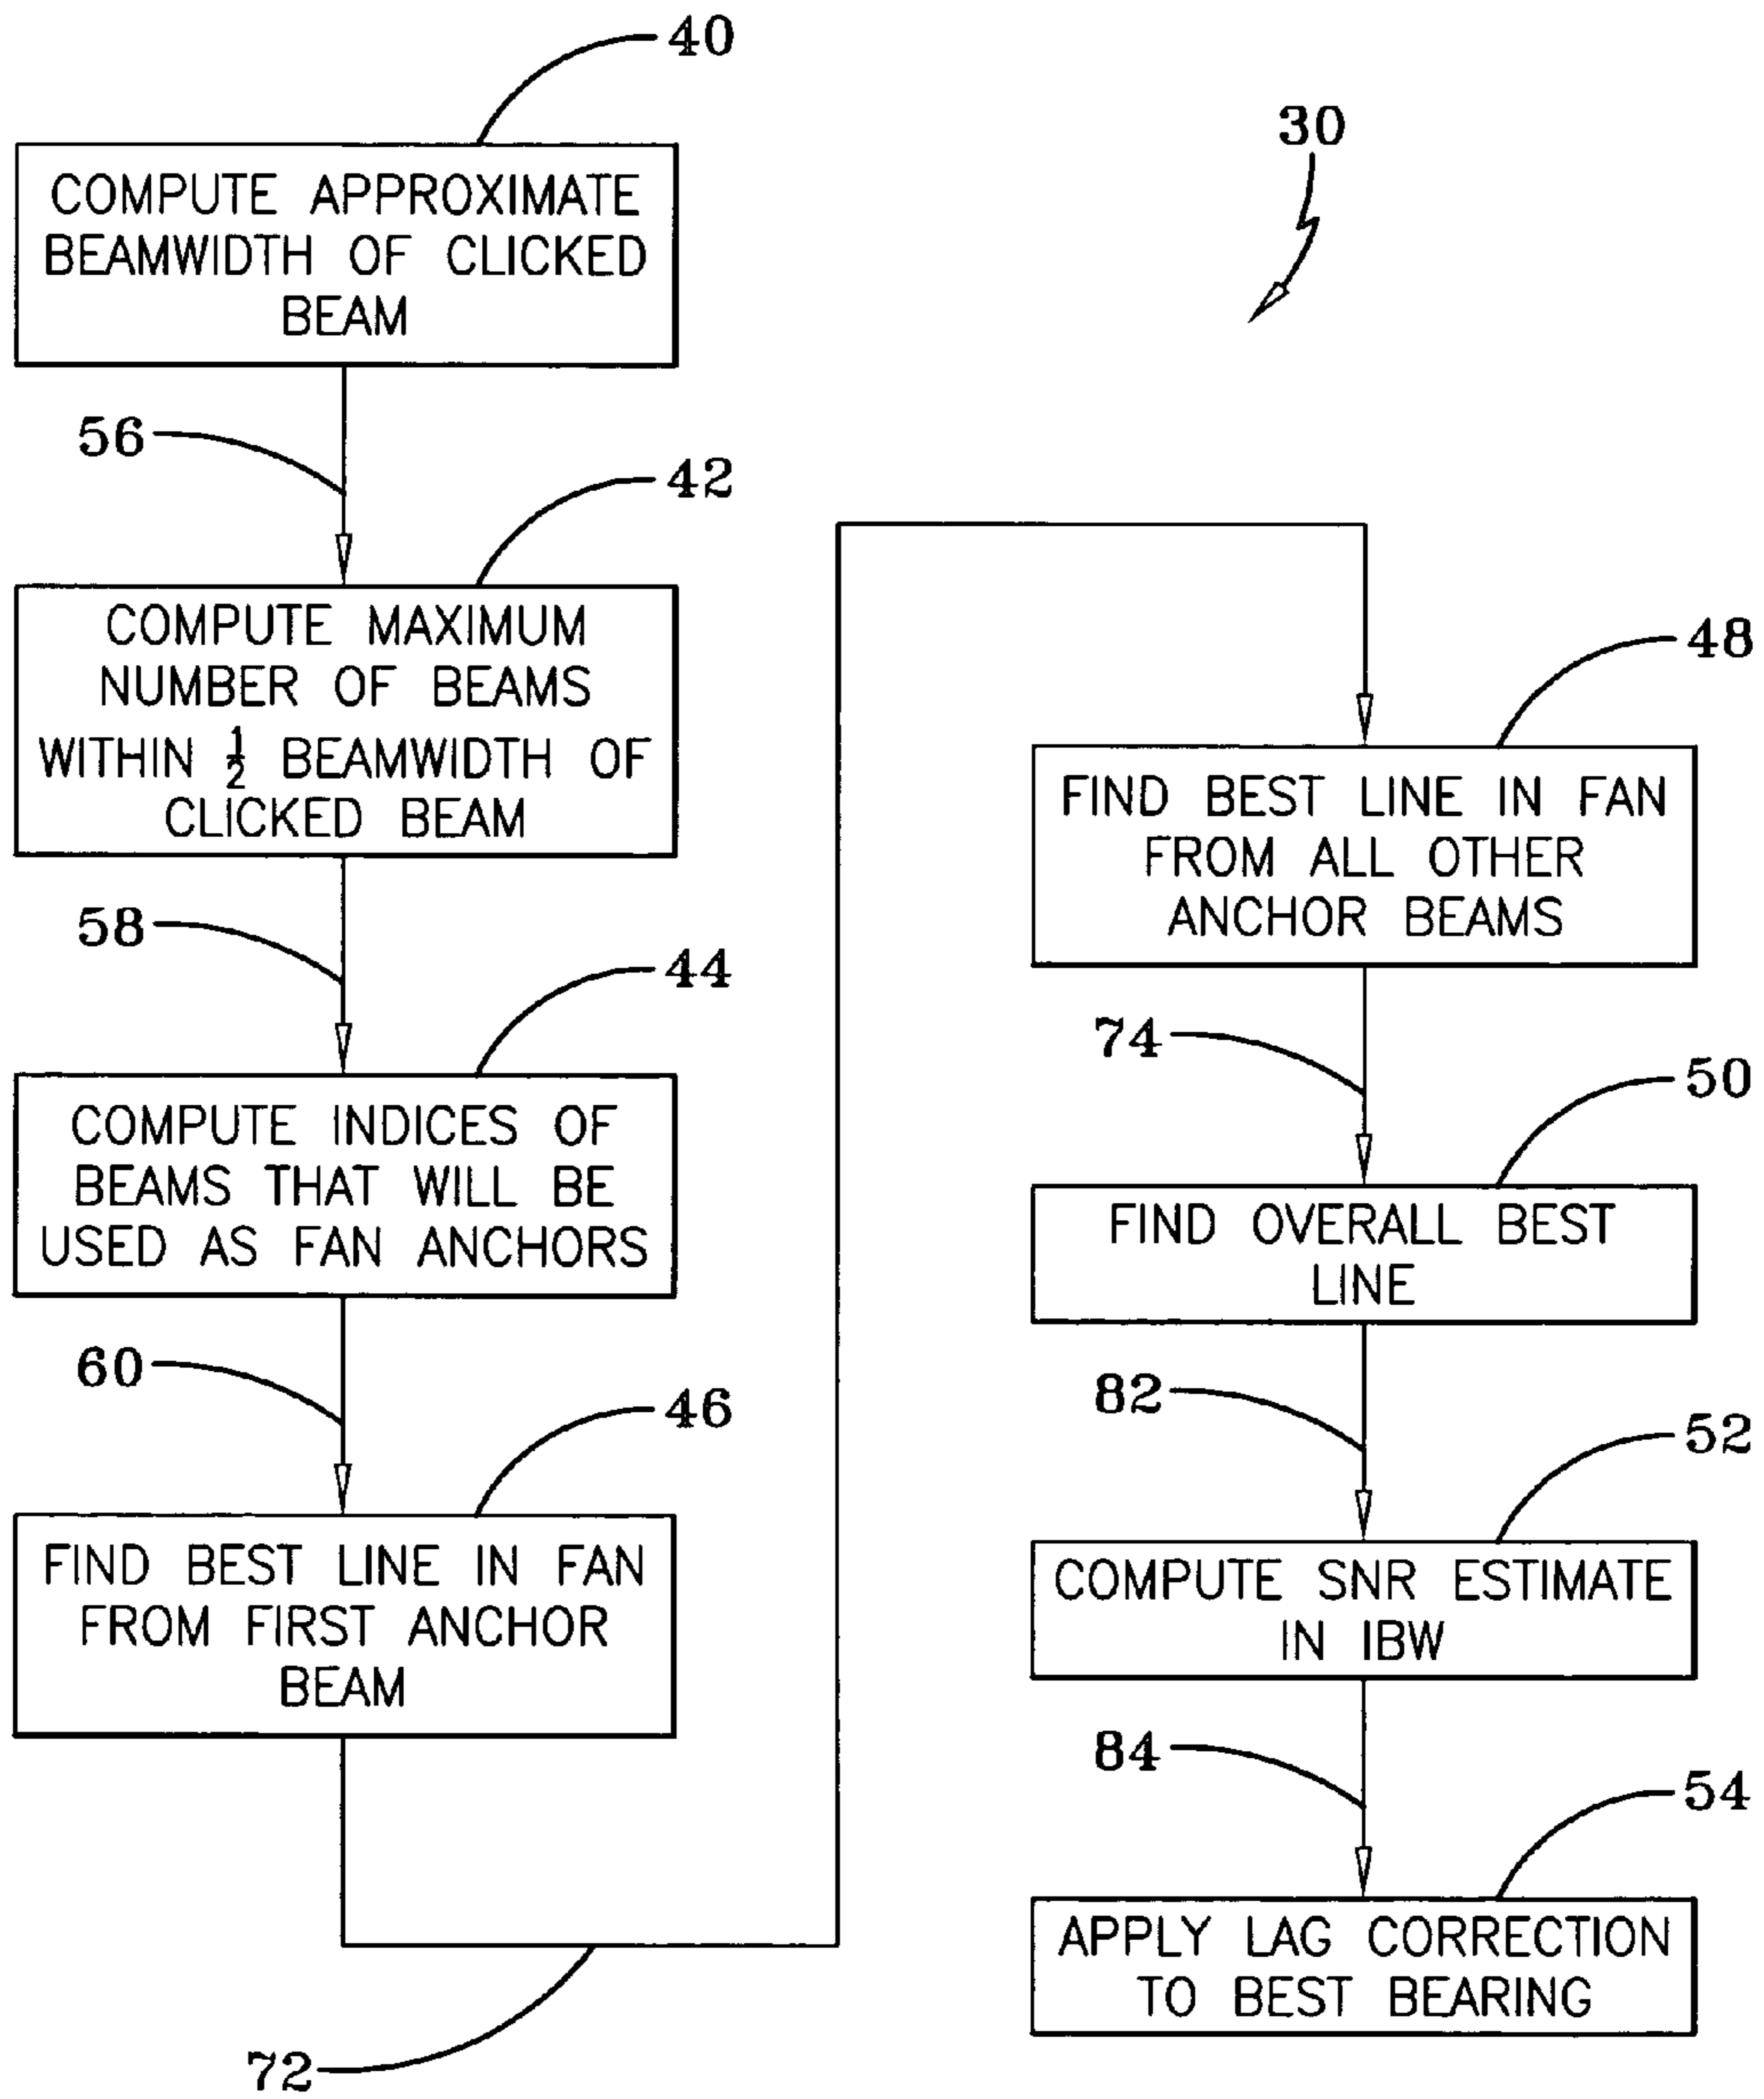 40
COMPUTE APPROXIMATE
BEAMWIDTH OF CLICKED
BEAM
56
42
COMPUTE MAXIMUM
NUMBER OF BEAMS
WITHIN 1/2 BEAMWIDTH OF
CLICKED BEAM
58
44
COMPUTE INDICES OF
BEAMS THAT WILL BE
USED AS FAN ANCHORS
60
46
FIND BEST LINE IN FAN
FROM FIRST ANCHOR
BEAM
72
30
48
FIND BEST LINE IN FAN
FROM ALL OTHER
ANCHOR BEAMS
74
50
FIND OVERALL BEST
LINE
82
52
COMPUTE SNR ESTIMATE
IN IBW
84
54
APPLY LAG CORRECTION
TO BEST BEARING